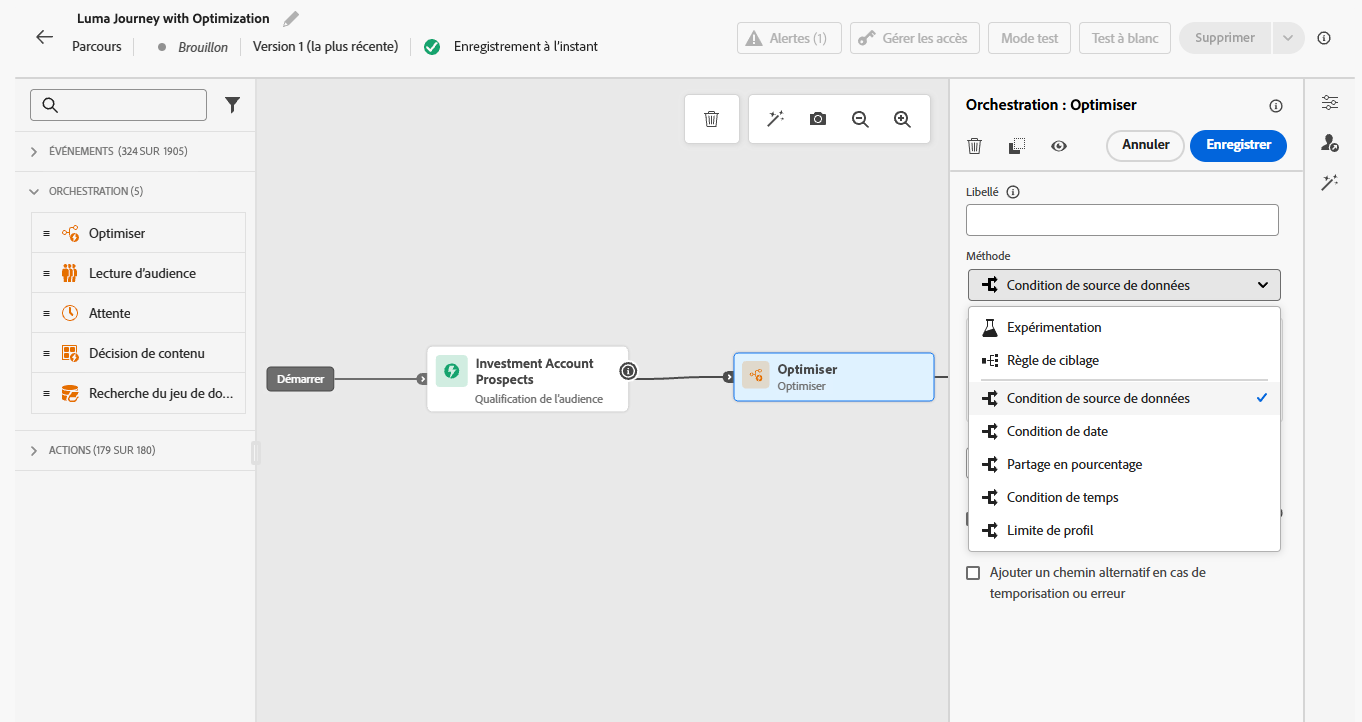 Luma Journey with Optimization
Parcours
Brouillon
Version 1 (la plus récente)
Enregistrement à l'instant
Alertes (1)
Gérer les accès
Mode test
Test à blanc
Supprimer
ÉVÉNEMENTS (324 SUR 1905)
ORCHESTRATION (5)
Optimiser
Lecture d'audience
Attente
Décision de contenu
Recherche du jeu de do...
ACTIONS (179 SUR 180)
Démarrer
Investment Account
Prospects
Qualification de l'audience
Optimiser
Optimiser
Orchestration : Optimiser
Annuler
Enregistrer
Libellé
Méthode
Condition de source de données
Expérimentation
Règle de ciblage
Condition de source de données
Condition de date
Partage en pourcentage
Condition de temps
Limite de profil
Ajouter un chemin alternatif en cas de
temporisation ou erreur